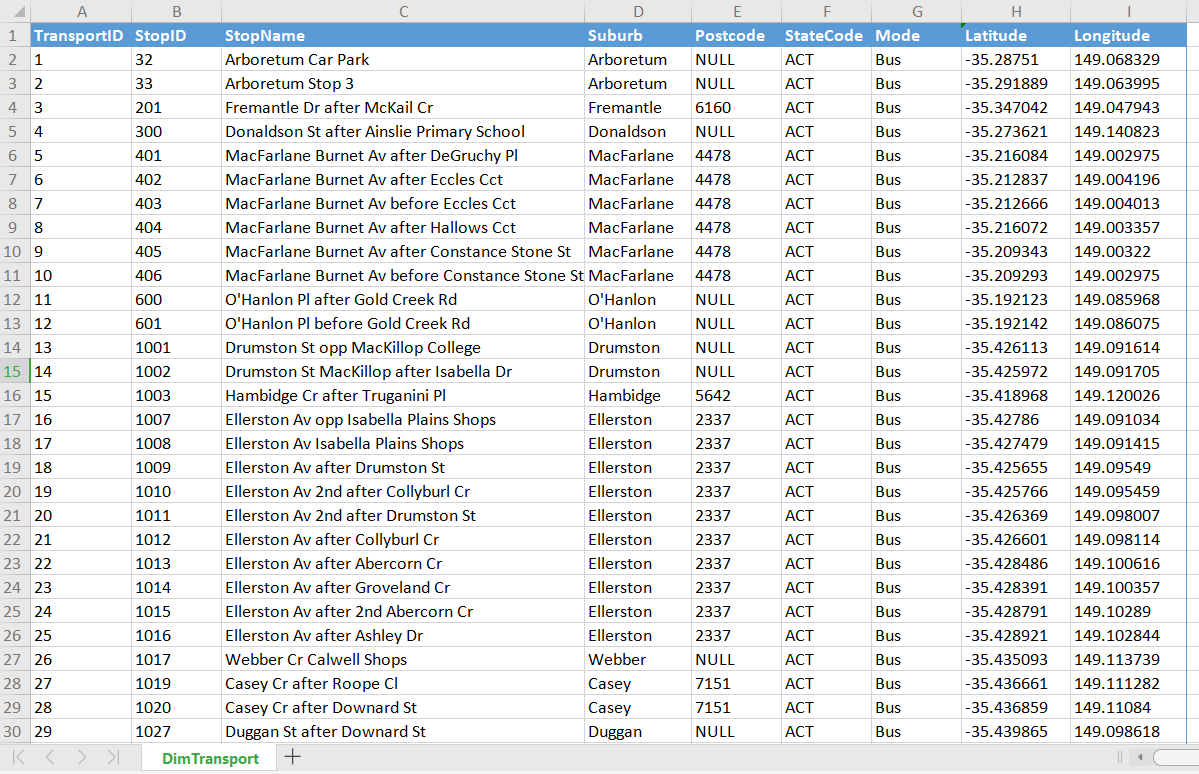 A B C D E F G H I
1 TransportID StopID StopName Suburb Postcode StateCode Mode Latitude Longitude
2 1 32 Arboretum Car Park Arboretum NULL ACT Bus -35.28751 149.068329
3 2 33 Arboretum Stop 3 Arboretum NULL ACT Bus -35.291889 149.063995
4 3 201 Fremantle Dr after McKail Cr Fremantle 6160 ACT Bus -35.347042 149.047943
5 4 300 Donaldson St after Ainslie Primary School Donaldson NULL ACT Bus -35.273621 149.140823
6 5 401 MacFarlane Burnet Av after DeGruchy Pl MacFarlane 4478 ACT Bus -35.216084 149.002975
7 6 402 MacFarlane Burnet Av after Eccles Cct MacFarlane 4478 ACT Bus -35.212837 149.004196
8 7 403 MacFarlane Burnet Av before Eccles Cct MacFarlane 4478 ACT Bus -35.212666 149.004013
9 8 404 MacFarlane Burnet Av after Hallows Cct MacFarlane 4478 ACT Bus -35.216072 149.003357
10 9 405 MacFarlane Burnet Av after Constance Stone St MacFarlane 4478 ACT Bus -35.209343 149.00322
11 10 406 MacFarlane Burnet Av before Constance Stone St MacFarlane 4478 ACT Bus -35.209293 149.002975
12 11 600 O'Hanlon Pl after Gold Creek Rd O'Hanlon NULL ACT Bus -35.192123 149.085968
13 12 601 O'Hanlon Pl before Gold Creek Rd O'Hanlon NULL ACT Bus -35.192142 149.086075
14 13 1001 Drumston St opp MacKillop College Drumston NULL ACT Bus -35.426113 149.091614
15 14 1002 Drumston St MacKillop after Isabella Dr Drumston NULL ACT Bus -35.425972 149.091705
16 15 1003 Hambidge Cr after Truganini Pl Hambidge 5642 ACT Bus -35.418968 149.120026
17 16 1007 Ellerston Av opp Isabella Plains Shops Ellerston 2337 ACT Bus -35.42786 149.091034
18 17 1008 Ellerston Av Isabella Plains Shops Ellerston 2337 ACT Bus -35.427479 149.091415
19 18 1009 Ellerston Av after Drumston St Ellerston 2337 ACT Bus -35.425655 149.09549
20 19 1010 Ellerston Av 2nd after Collyburl Cr Ellerston 2337 ACT Bus -35.425766 149.095459
21 20 1011 Ellerston Av 2nd after Drumston St Ellerston 2337 ACT Bus -35.426369 149.098007
22 21 1012 Ellerston Av after Collyburl Cr Ellerston 2337 ACT Bus -35.426601 149.098114
23 22 1013 Ellerston Av after Abercorn Cr Ellerston 2337 ACT Bus -35.428486 149.100616
24 23 1014 Ellerston Av after Groveland Cr Ellerston 2337 ACT Bus -35.428391 149.100357
25 24 1015 Ellerston Av after 2nd Abercorn Cr Ellerston 2337 ACT Bus -35.428791 149.10289
26 25 1016 Ellerston Av after Ashley Dr Ellerston 2337 ACT Bus -35.428921 149.102844
27 26 1017 Webber Cr Calwell Shops Webber NULL ACT Bus -35.435093 149.113739
28 27 1019 Casey Cr after Roope Cl Casey 7151 ACT Bus -35.436661 149.111282
29 28 1020 Casey Cr after Downard St Casey 7151 ACT Bus -35.436859 149.11084
30 29 1027 Duggan St after Downard St Duggan NULL ACT Bus -35.439865 149.098618
DimTransport